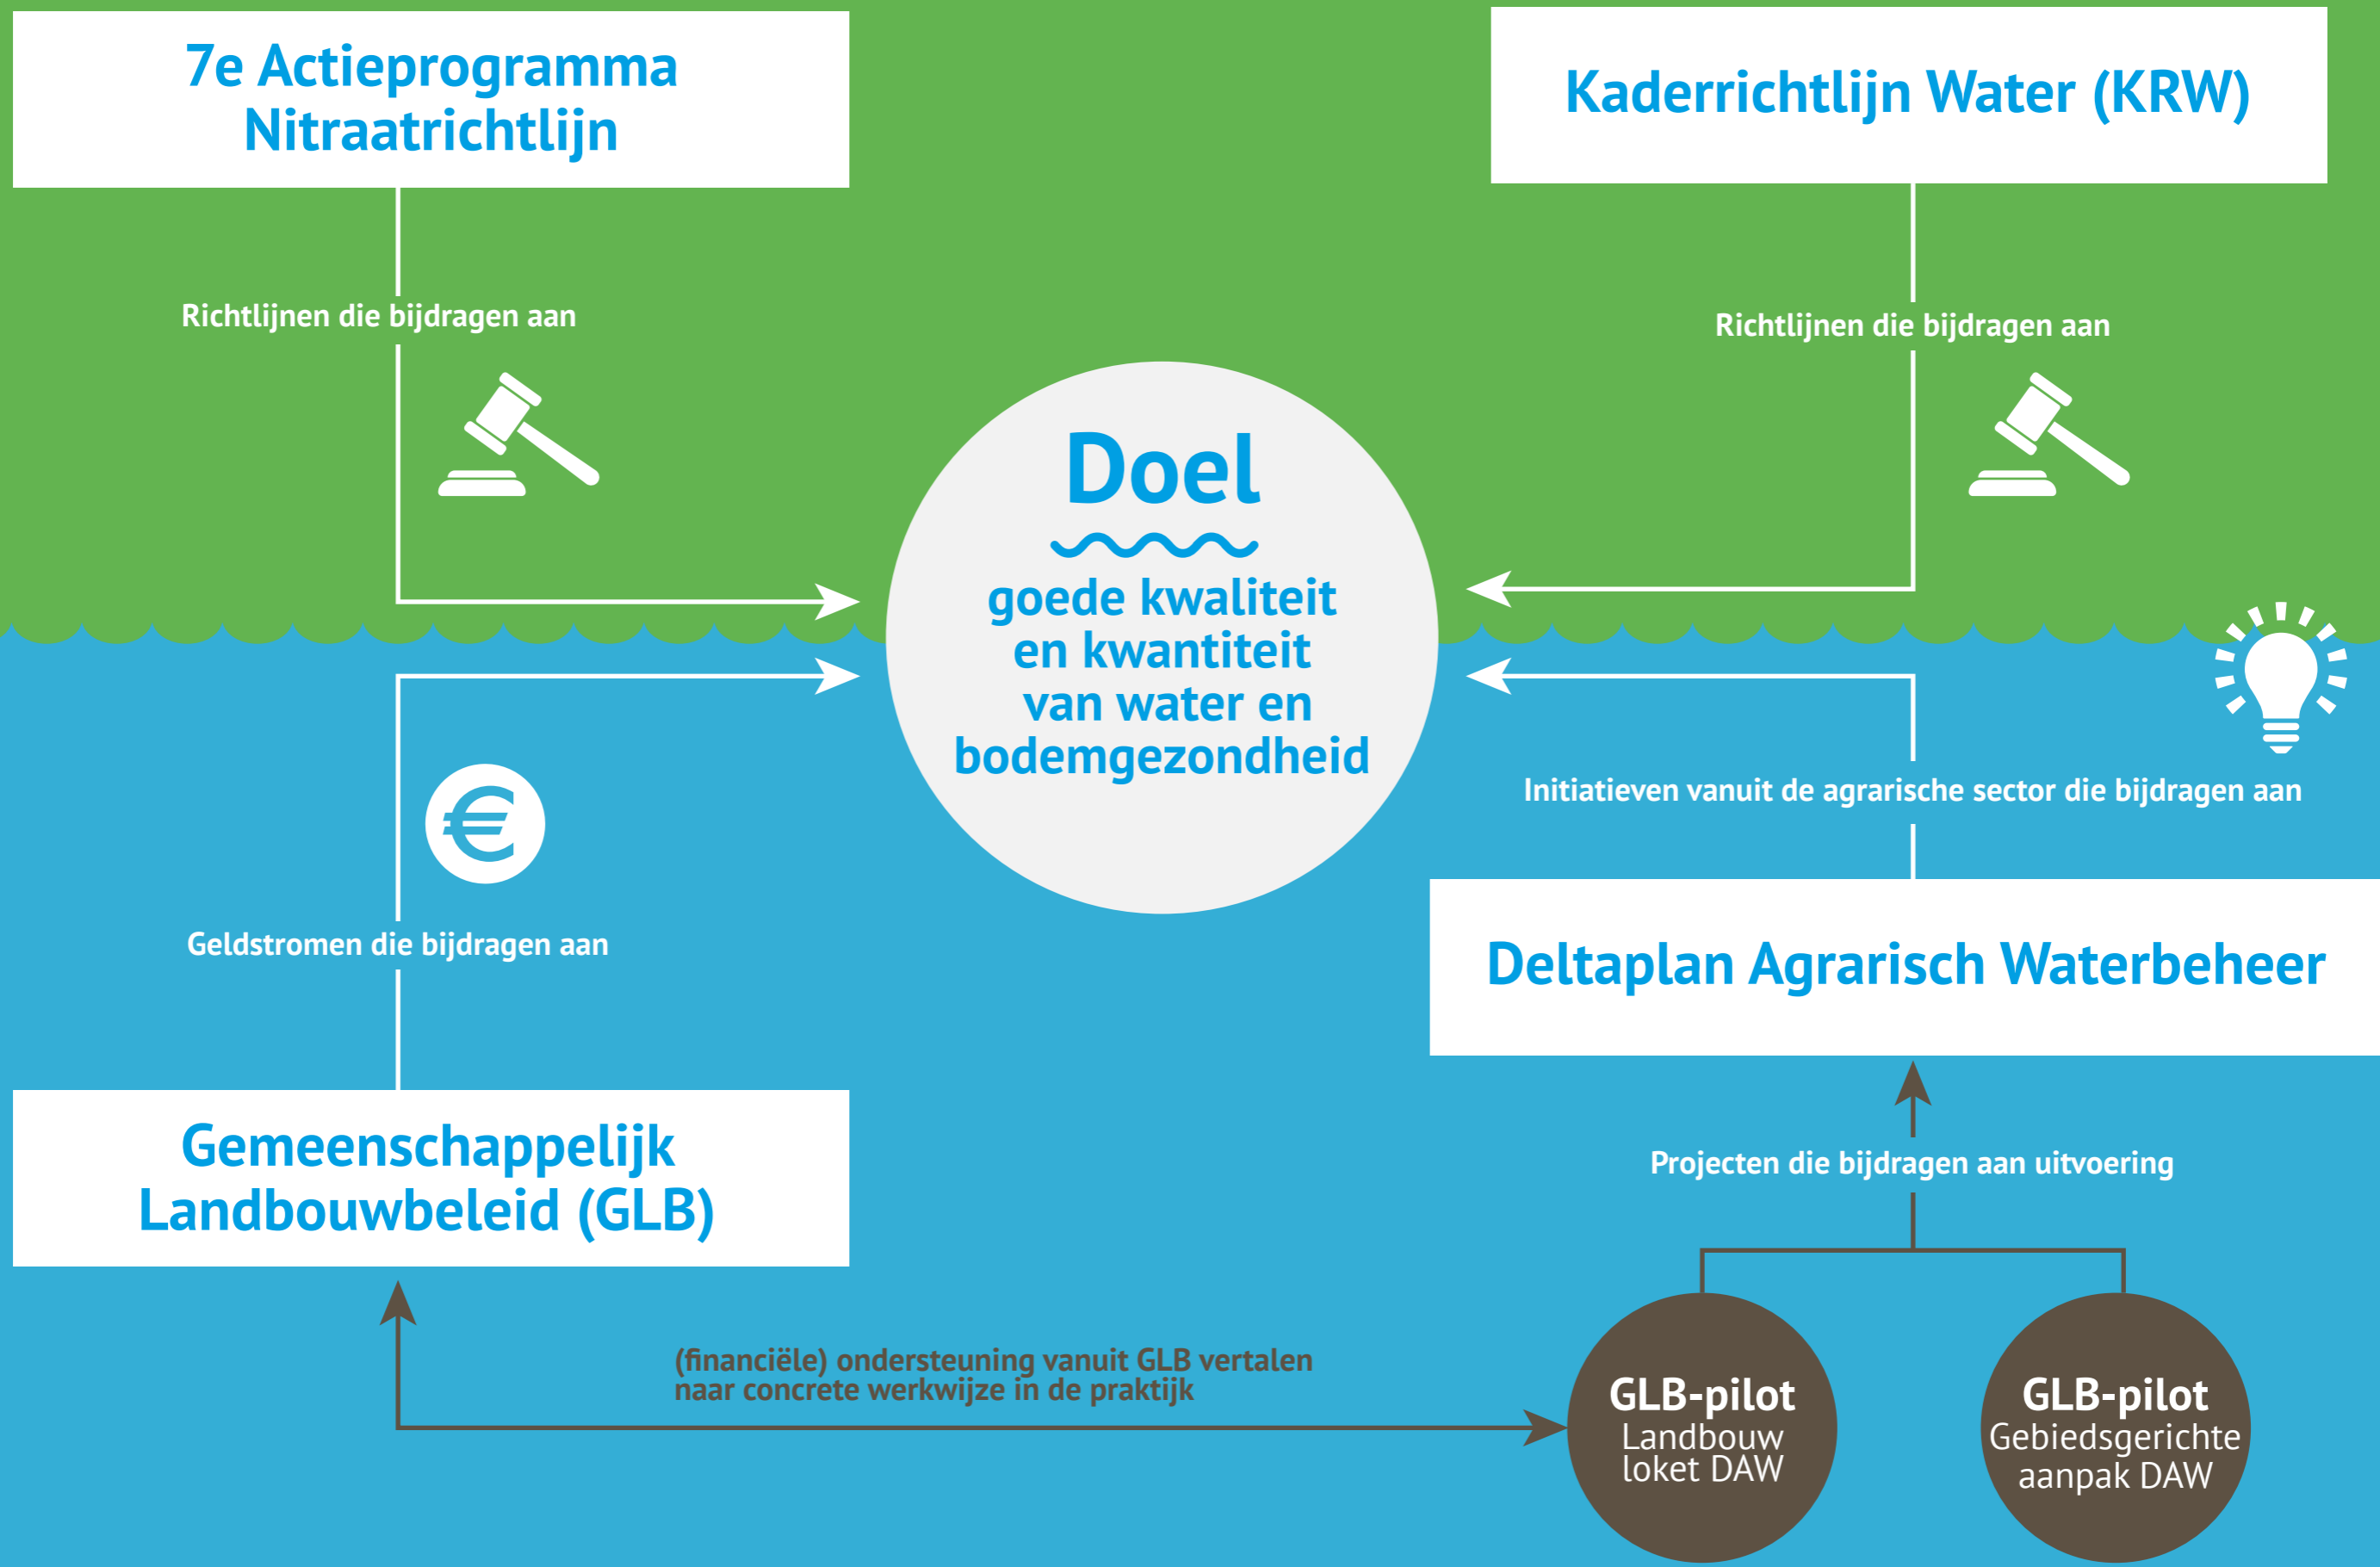 7e Actieprogramma
Nitraatrichtlijn
Kaderrichtlijn Water (KRW)
Richtlijnen die bijdragen aan
Richtlijnen die bijdragen aan
Doel
goede kwaliteit
en kwantiteit
van water en
bodemgezondheid
Initiatieven vanuit de agrarische sector die bijdragen aan
€
Geldstromen die bijdragen aan
Deltaplan Agrarisch Waterbeheer
Gemeenschappelijk
Landbouwbeleid (GLB)
Projecten die bijdragen aan uitvoering
(financiële) ondersteuning vanuit GLB vertalen
naar concrete werkwijze in de praktijk
GLB-pilot
Landbouw
loket DAW
GLB-pilot
Gebiedsgerichte
aanpak DAW